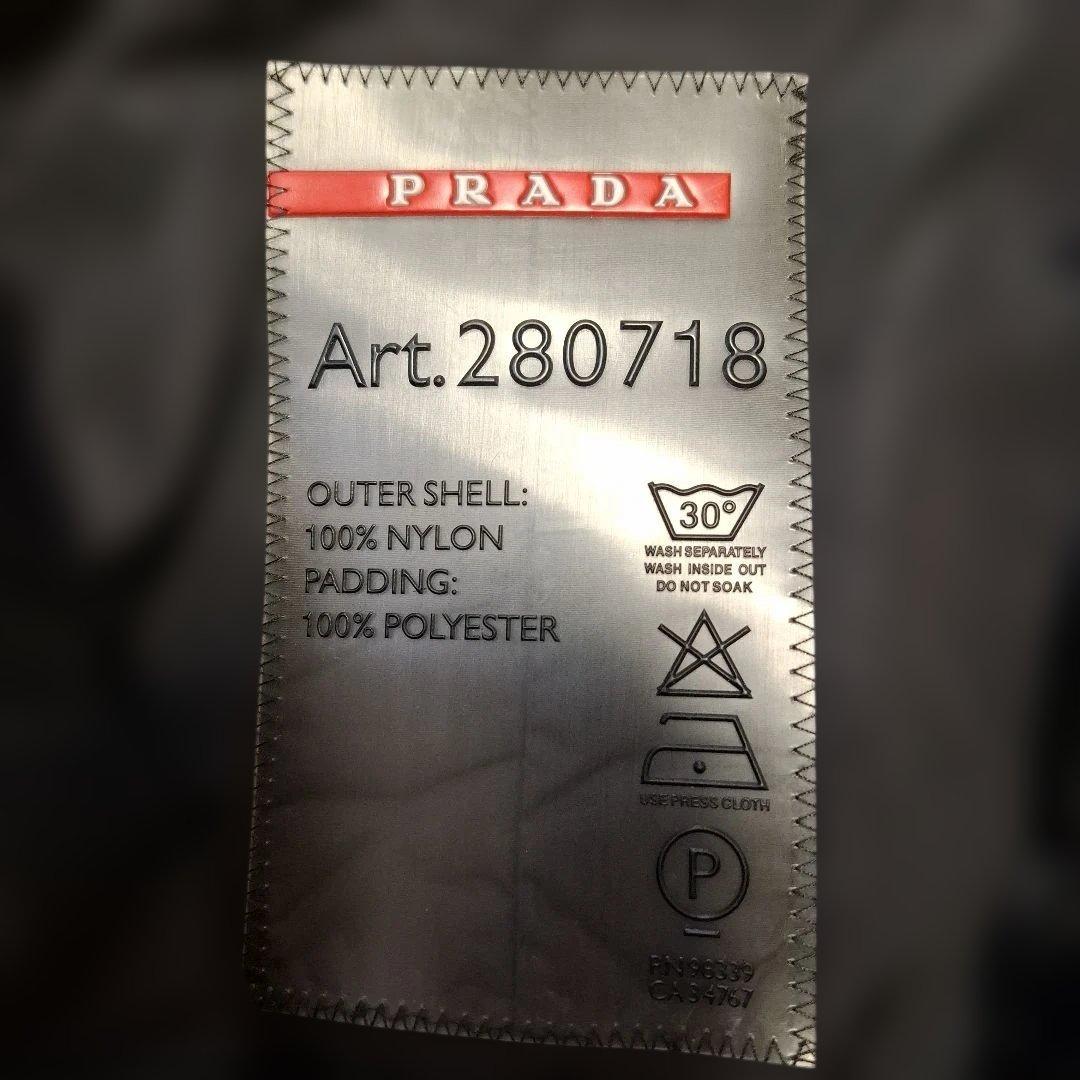 PRADA
Art. 280718
OUTER SHELL:
100% NYLON
PADDING:
100% POLYESTER
30°
WASH SEPARATELY
WASH INSIDE OUT
DO NOT SOAK
USE PRESS CLOTH
P
RN 98339
CA 34767